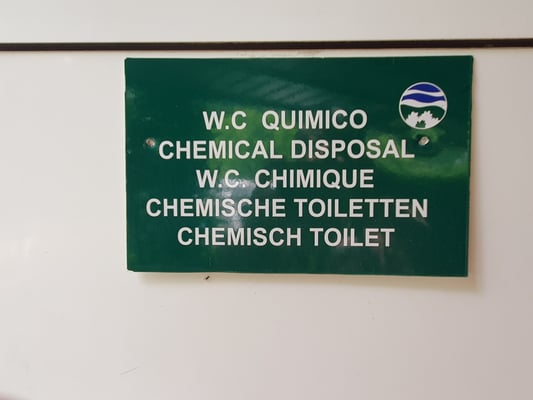 W.C QUIMICO
CHEMICAL DISPOSAL
W.C. CHIMIQUE
CHEMISCHE TOILETTEN
CHEMISCH TOILET